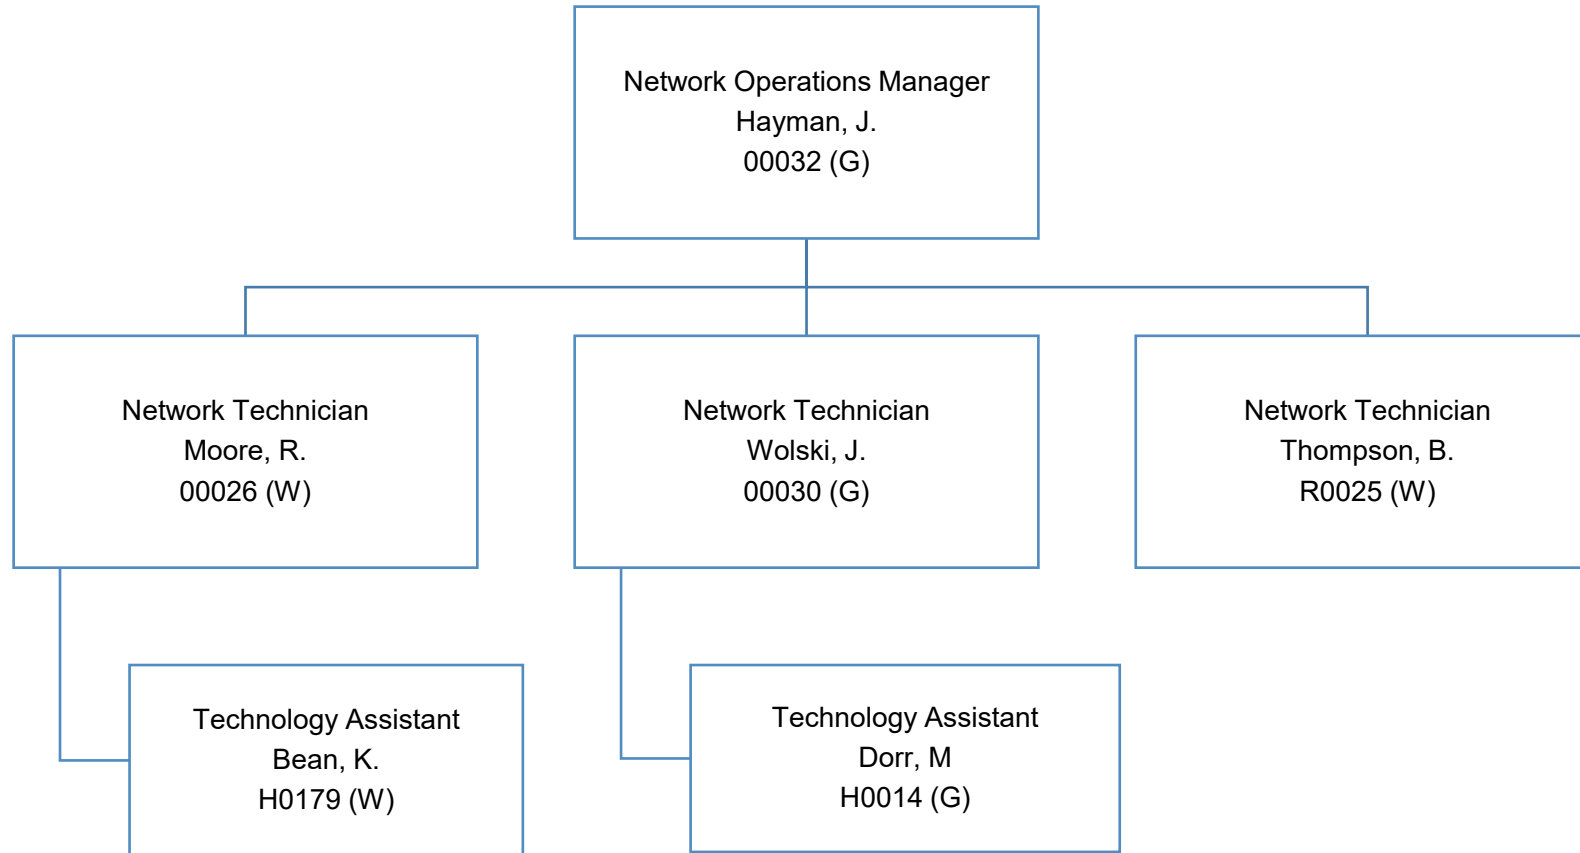 Network Operations Manager
Hayman, J.
00032 (G)
Network Technician
Moore, R.
00026 (W)
Network Technician
Wolski, J.
00030 (G)
Network Technician
Thompson, B.
R0025 (W)
Technology Assistant
Bean, K.
H0179 (W)
Technology Assistant
Dorr, M
H0014 (G)